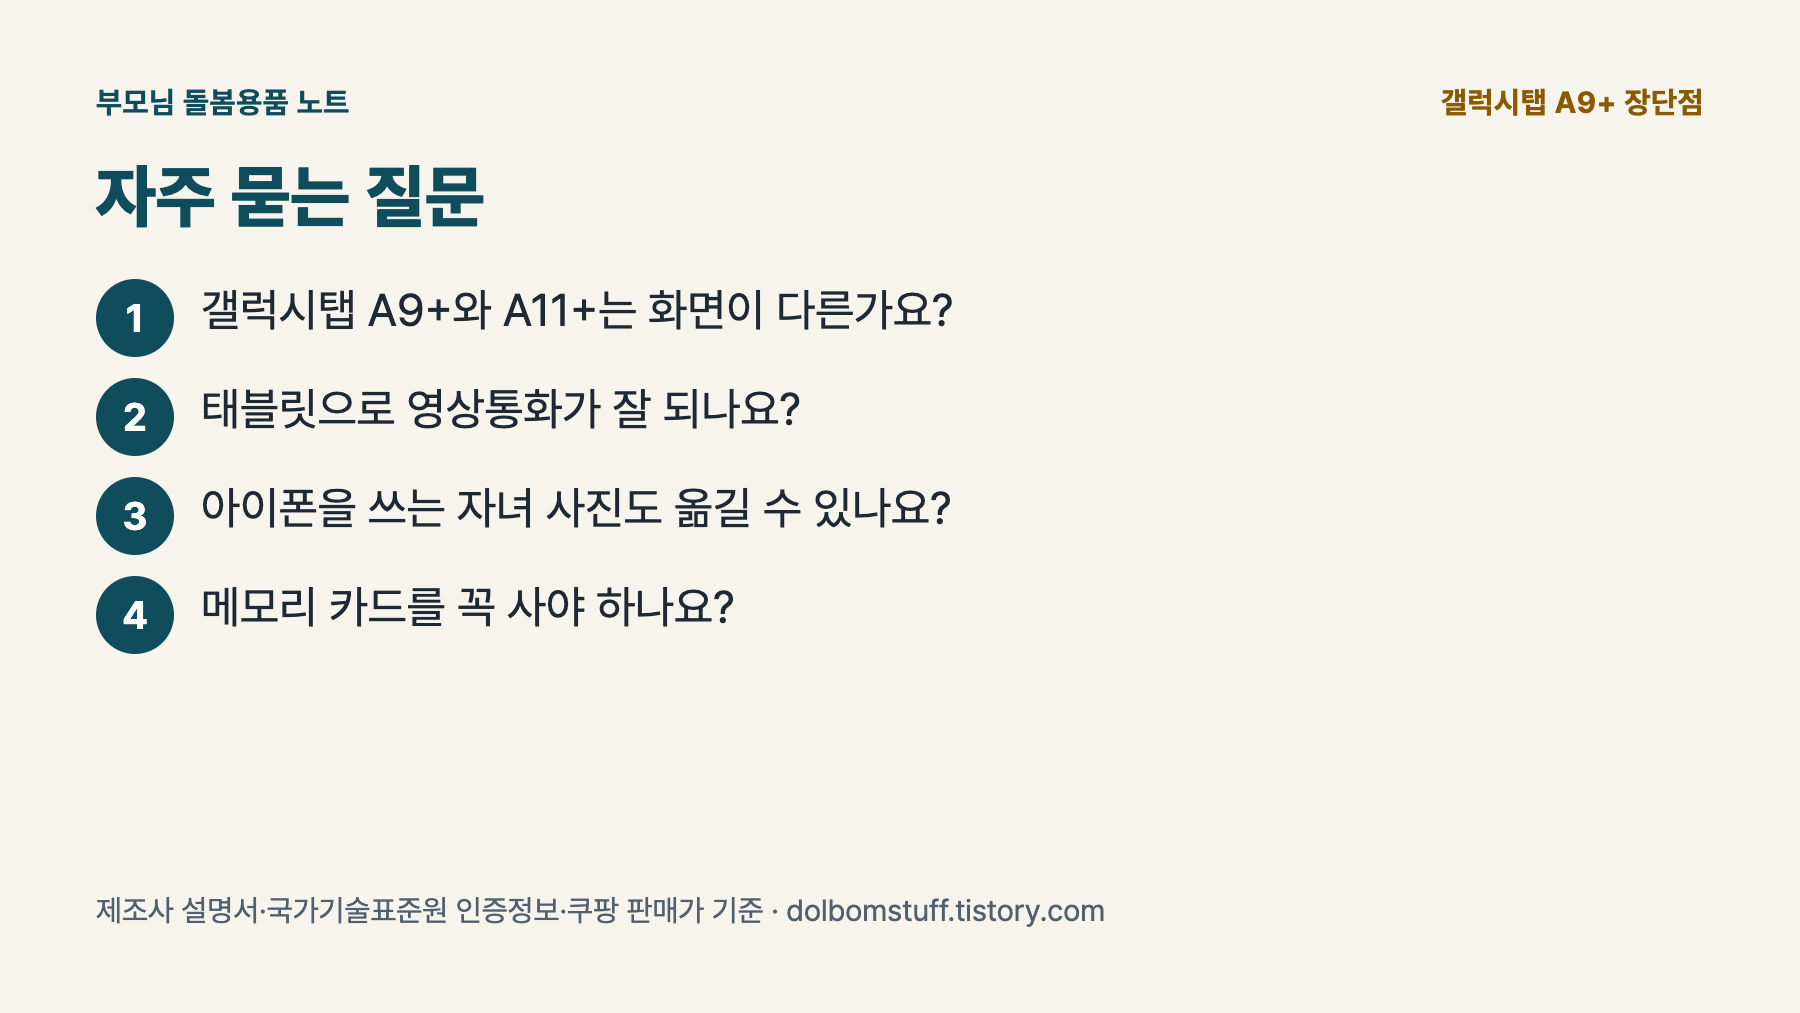 부모님 돌봄용품 노트
갤럭시탭 A9+ 장단점
자주 묻는 질문
1 갤럭시탭 A9+와 A11+는 화면이 다른가요?
2 태블릿으로 영상통화가 잘 되나요?
3 아이폰을 쓰는 자녀 사진도 옮길 수 있나요?
4 메모리 카드를 꼭 사야 하나요?
제조사 설명서·국가기술표준원 인증정보·쿠팡 판매가 기준 · dolbomstuff.tistory.com